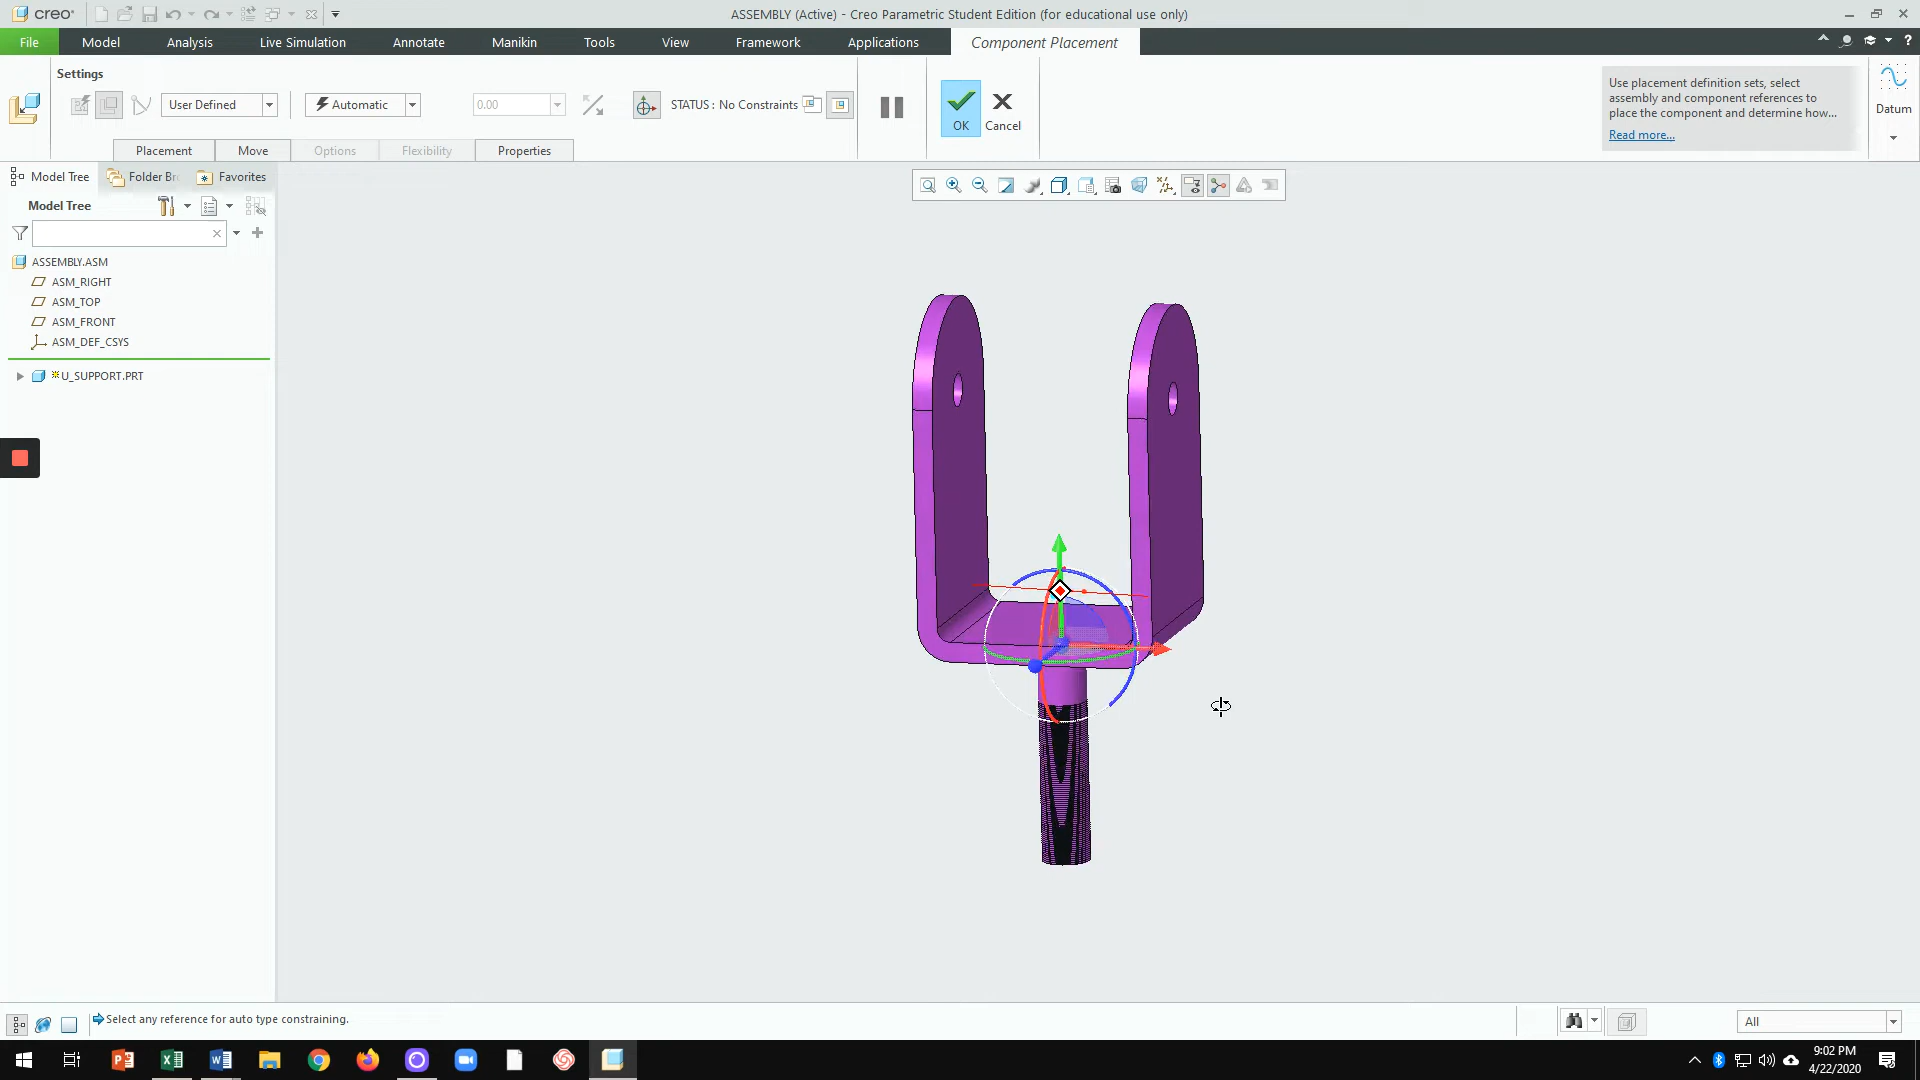 creo®
ASSEMBLY (Active) - Creo Parametric Student Edition (for educational use only)
File Model Analysis Live Simulation Annotate Manikin Tools View Framework Applications Component Placement
Settings
User Defined Automatic 0.00 STATUS : No Constraints
OK Cancel
Use placement definition sets, select
assembly and component references to
place the component and determine how...
Read more...
Datum
Placement Move Options Flexibility Properties
Model Tree Folder Br Favorites
Model Tree
ASSEMBLY.ASM
ASM_RIGHT
ASM_TOP
ASM_FRONT
ASM_DEF_CSYS
U_SUPPORT.PRT
Select any reference for auto type constraining.
All
9:02 PM
4/22/2020